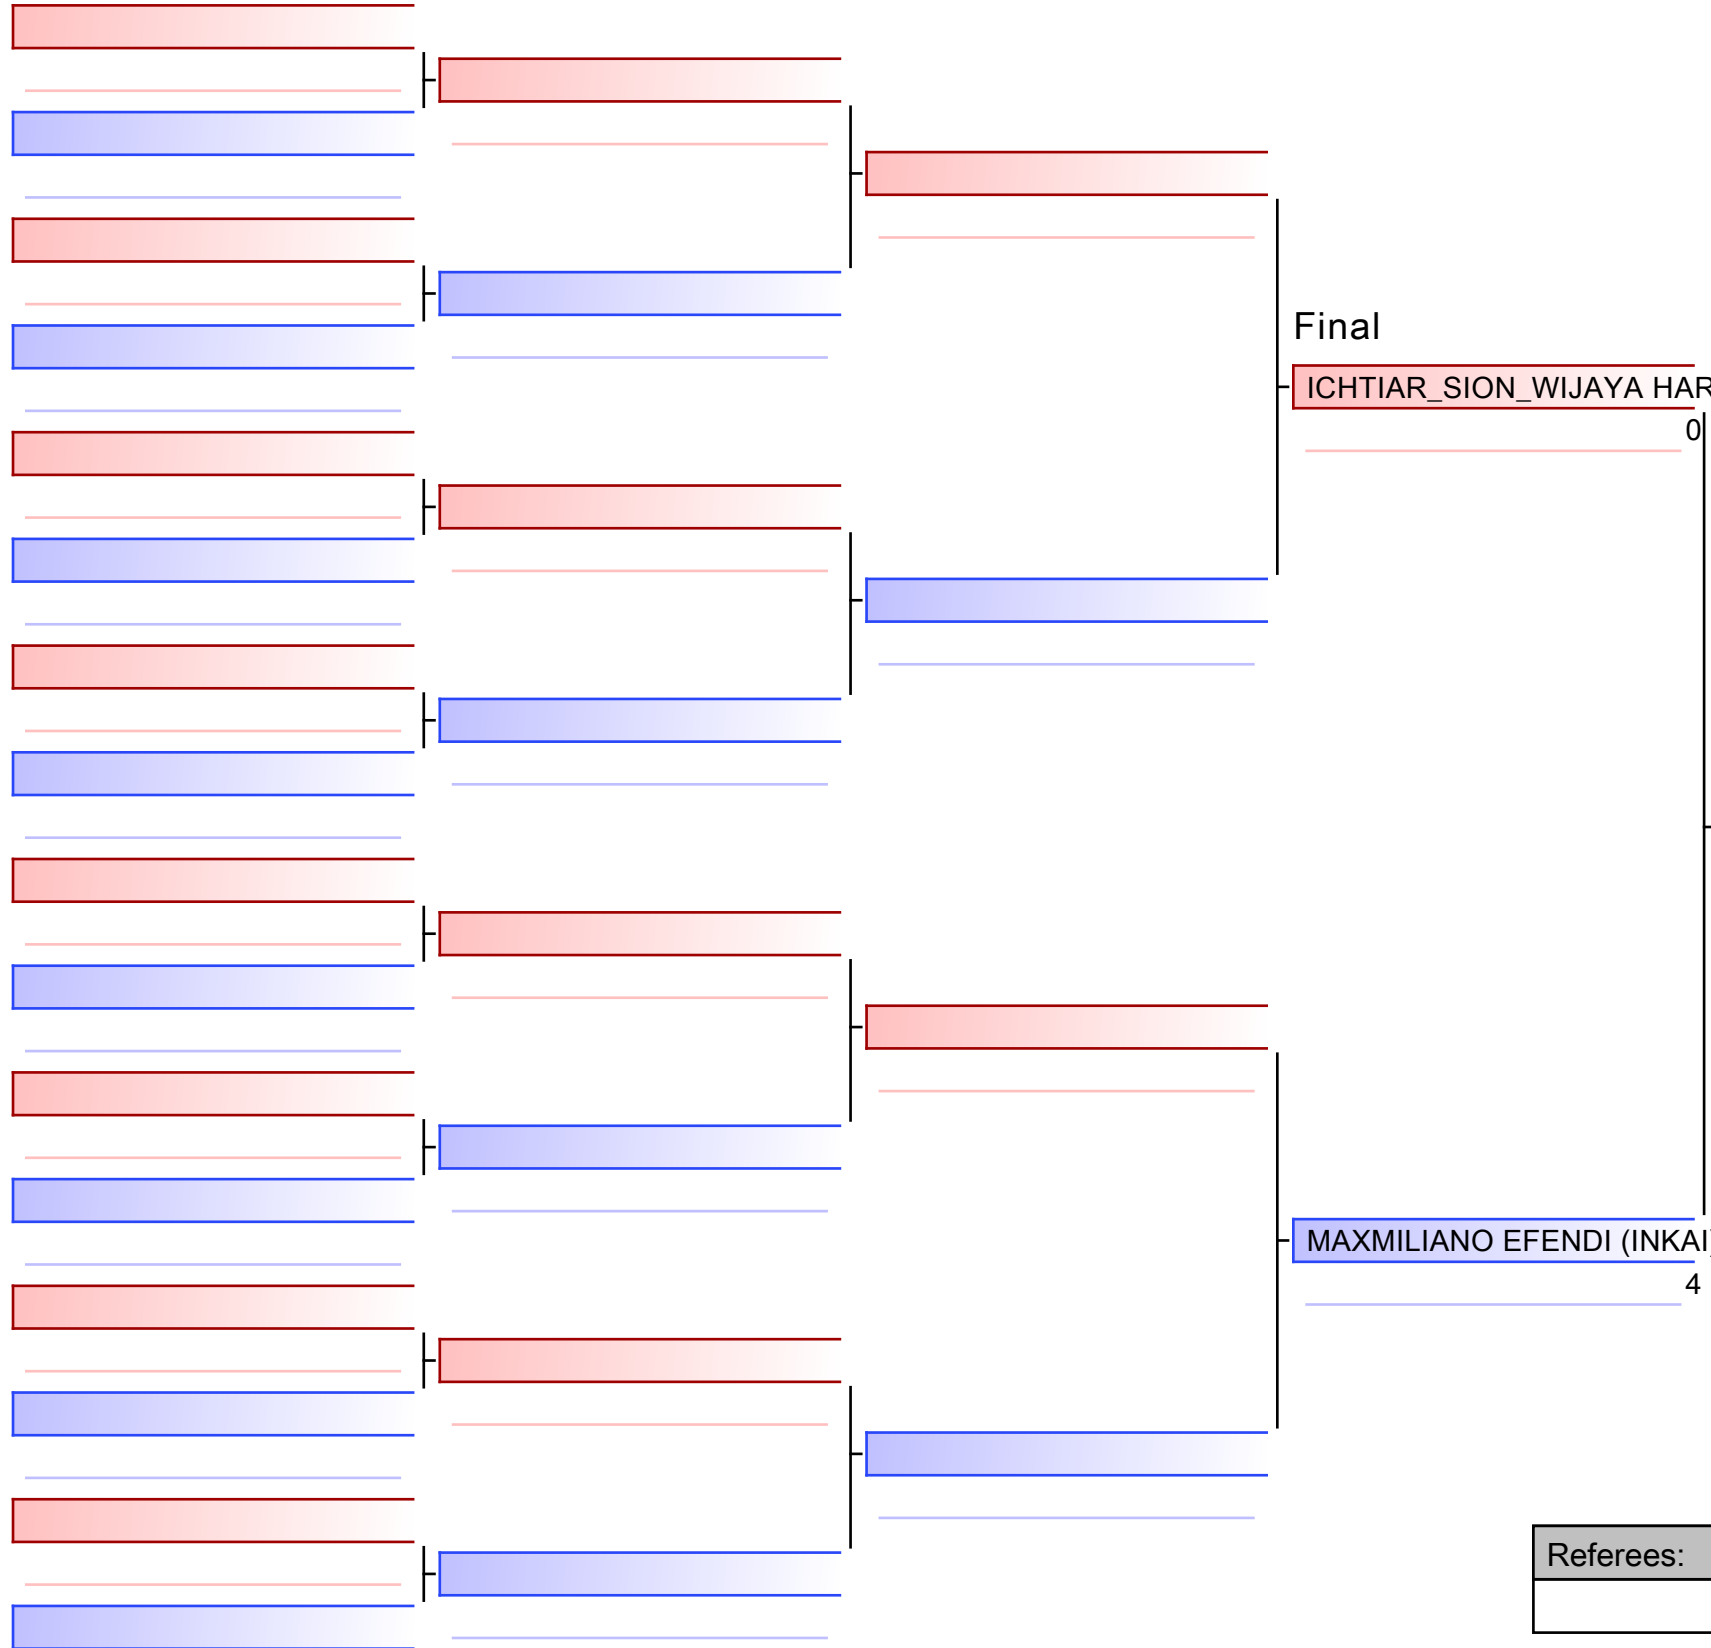 Final
ICHTIAR_SION_WIJAYA HAR
0
MAXMILIANO EFENDI (INKAI)
4
Referees: